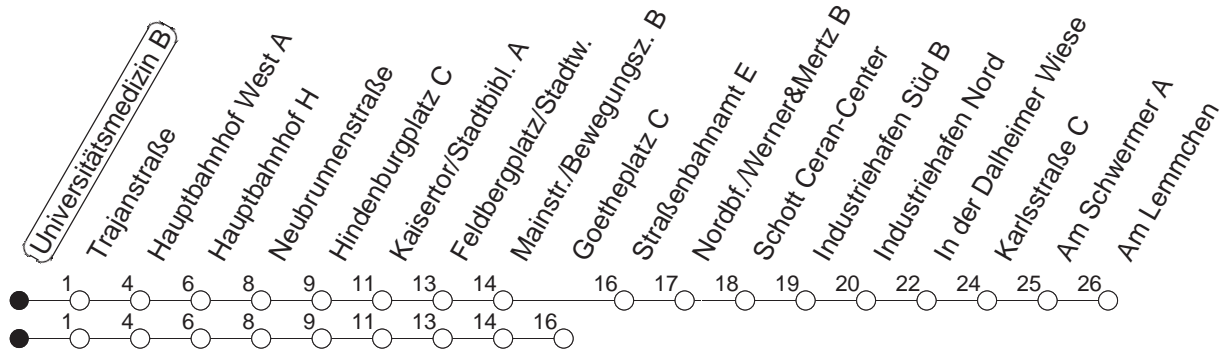 Universitätsmedizin B
Trajanstraße
Hauptbahnhof West A
Hauptbahnhof H
Neubrunnenstraße
Hindenburgplatz C
Kaisertor/Stadtbibl. A
Feldbergplatz/Stadtw.
Mainstr./Bewegungsz. B
Goetheplatz C
Straßenbahnamt E
Nordbf./Werner&Mertz B
Schott Ceran-Center
Industriehafen Süd B
Industriehafen Nord
In der Dalheimer Wiese
Karlsstraße C
Am Schwermer A
Am Lemmchen
1 4 6 8 9 11 13 14 16 17 18 19 20 22 24 25 26
1 4 6 8 9 11 13 14 16